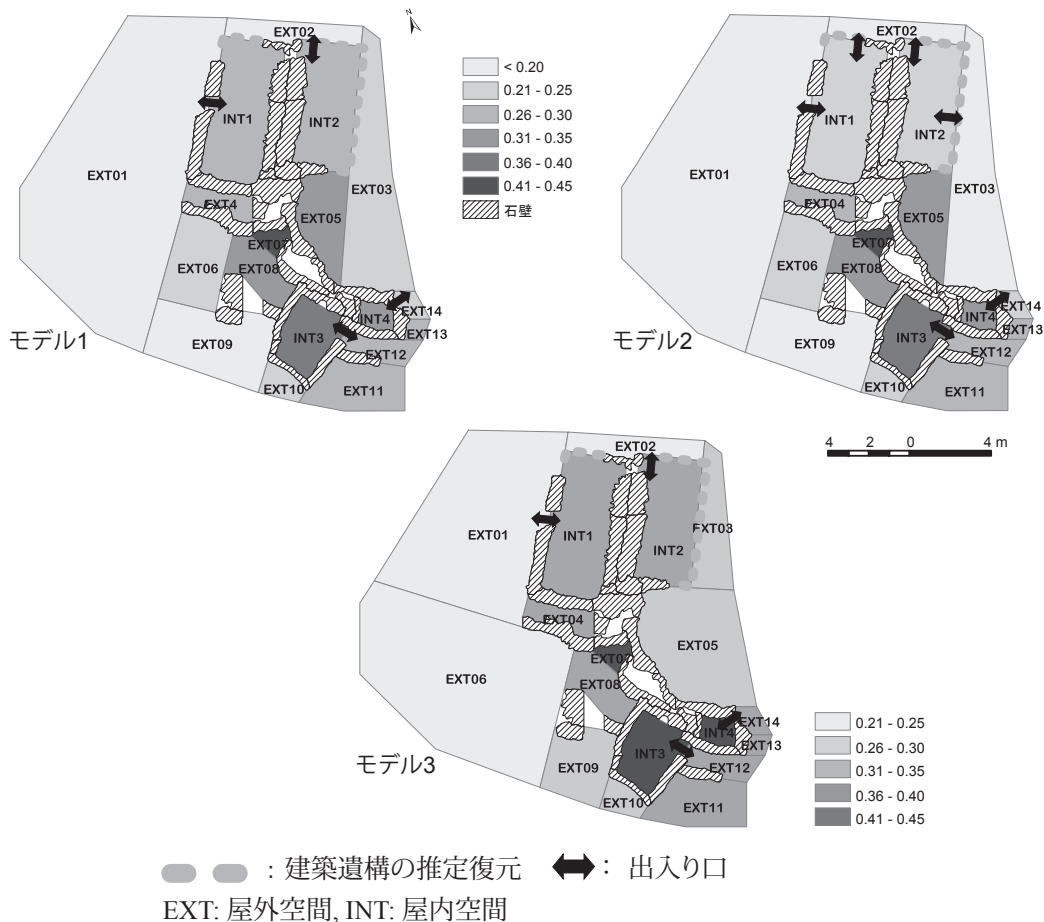 N
EXT02
EXT01
INT1
INT2
EXT03
EXT4
EXT05
EXT07
EXT06
EXT08
INT4
EXT14
EXT13
INT3
EXT12
EXT09
EXT10
EXT11
モデル1
< 0.20
0.21 - 0.25
0.26 - 0.30
0.31 - 0.35
0.36 - 0.40
0.41 - 0.45
石壁
EXT02
EXT01
INT1
INT2
EXT03
EXT04
EXT05
EXT07
EXT06
EXT08
INT4
EXT14
EXT13
INT3
EXT12
EXT09
EXT10
EXT11
モデル2
4 2 0 4 m
EXT02
EXT01
INT1
INT2
EXT03
EXT04
EXT05
EXT07
EXT06
EXT08
INT4
EXT14
EXT13
INT3
EXT12
EXT09
EXT10
EXT11
モデル3
0.21 - 0.25
0.26 - 0.30
0.31 - 0.35
0.36 - 0.40
0.41 - 0.45
: 建築遺構の推定復元 : 出入り口
EXT: 屋外空間, INT: 屋内空間